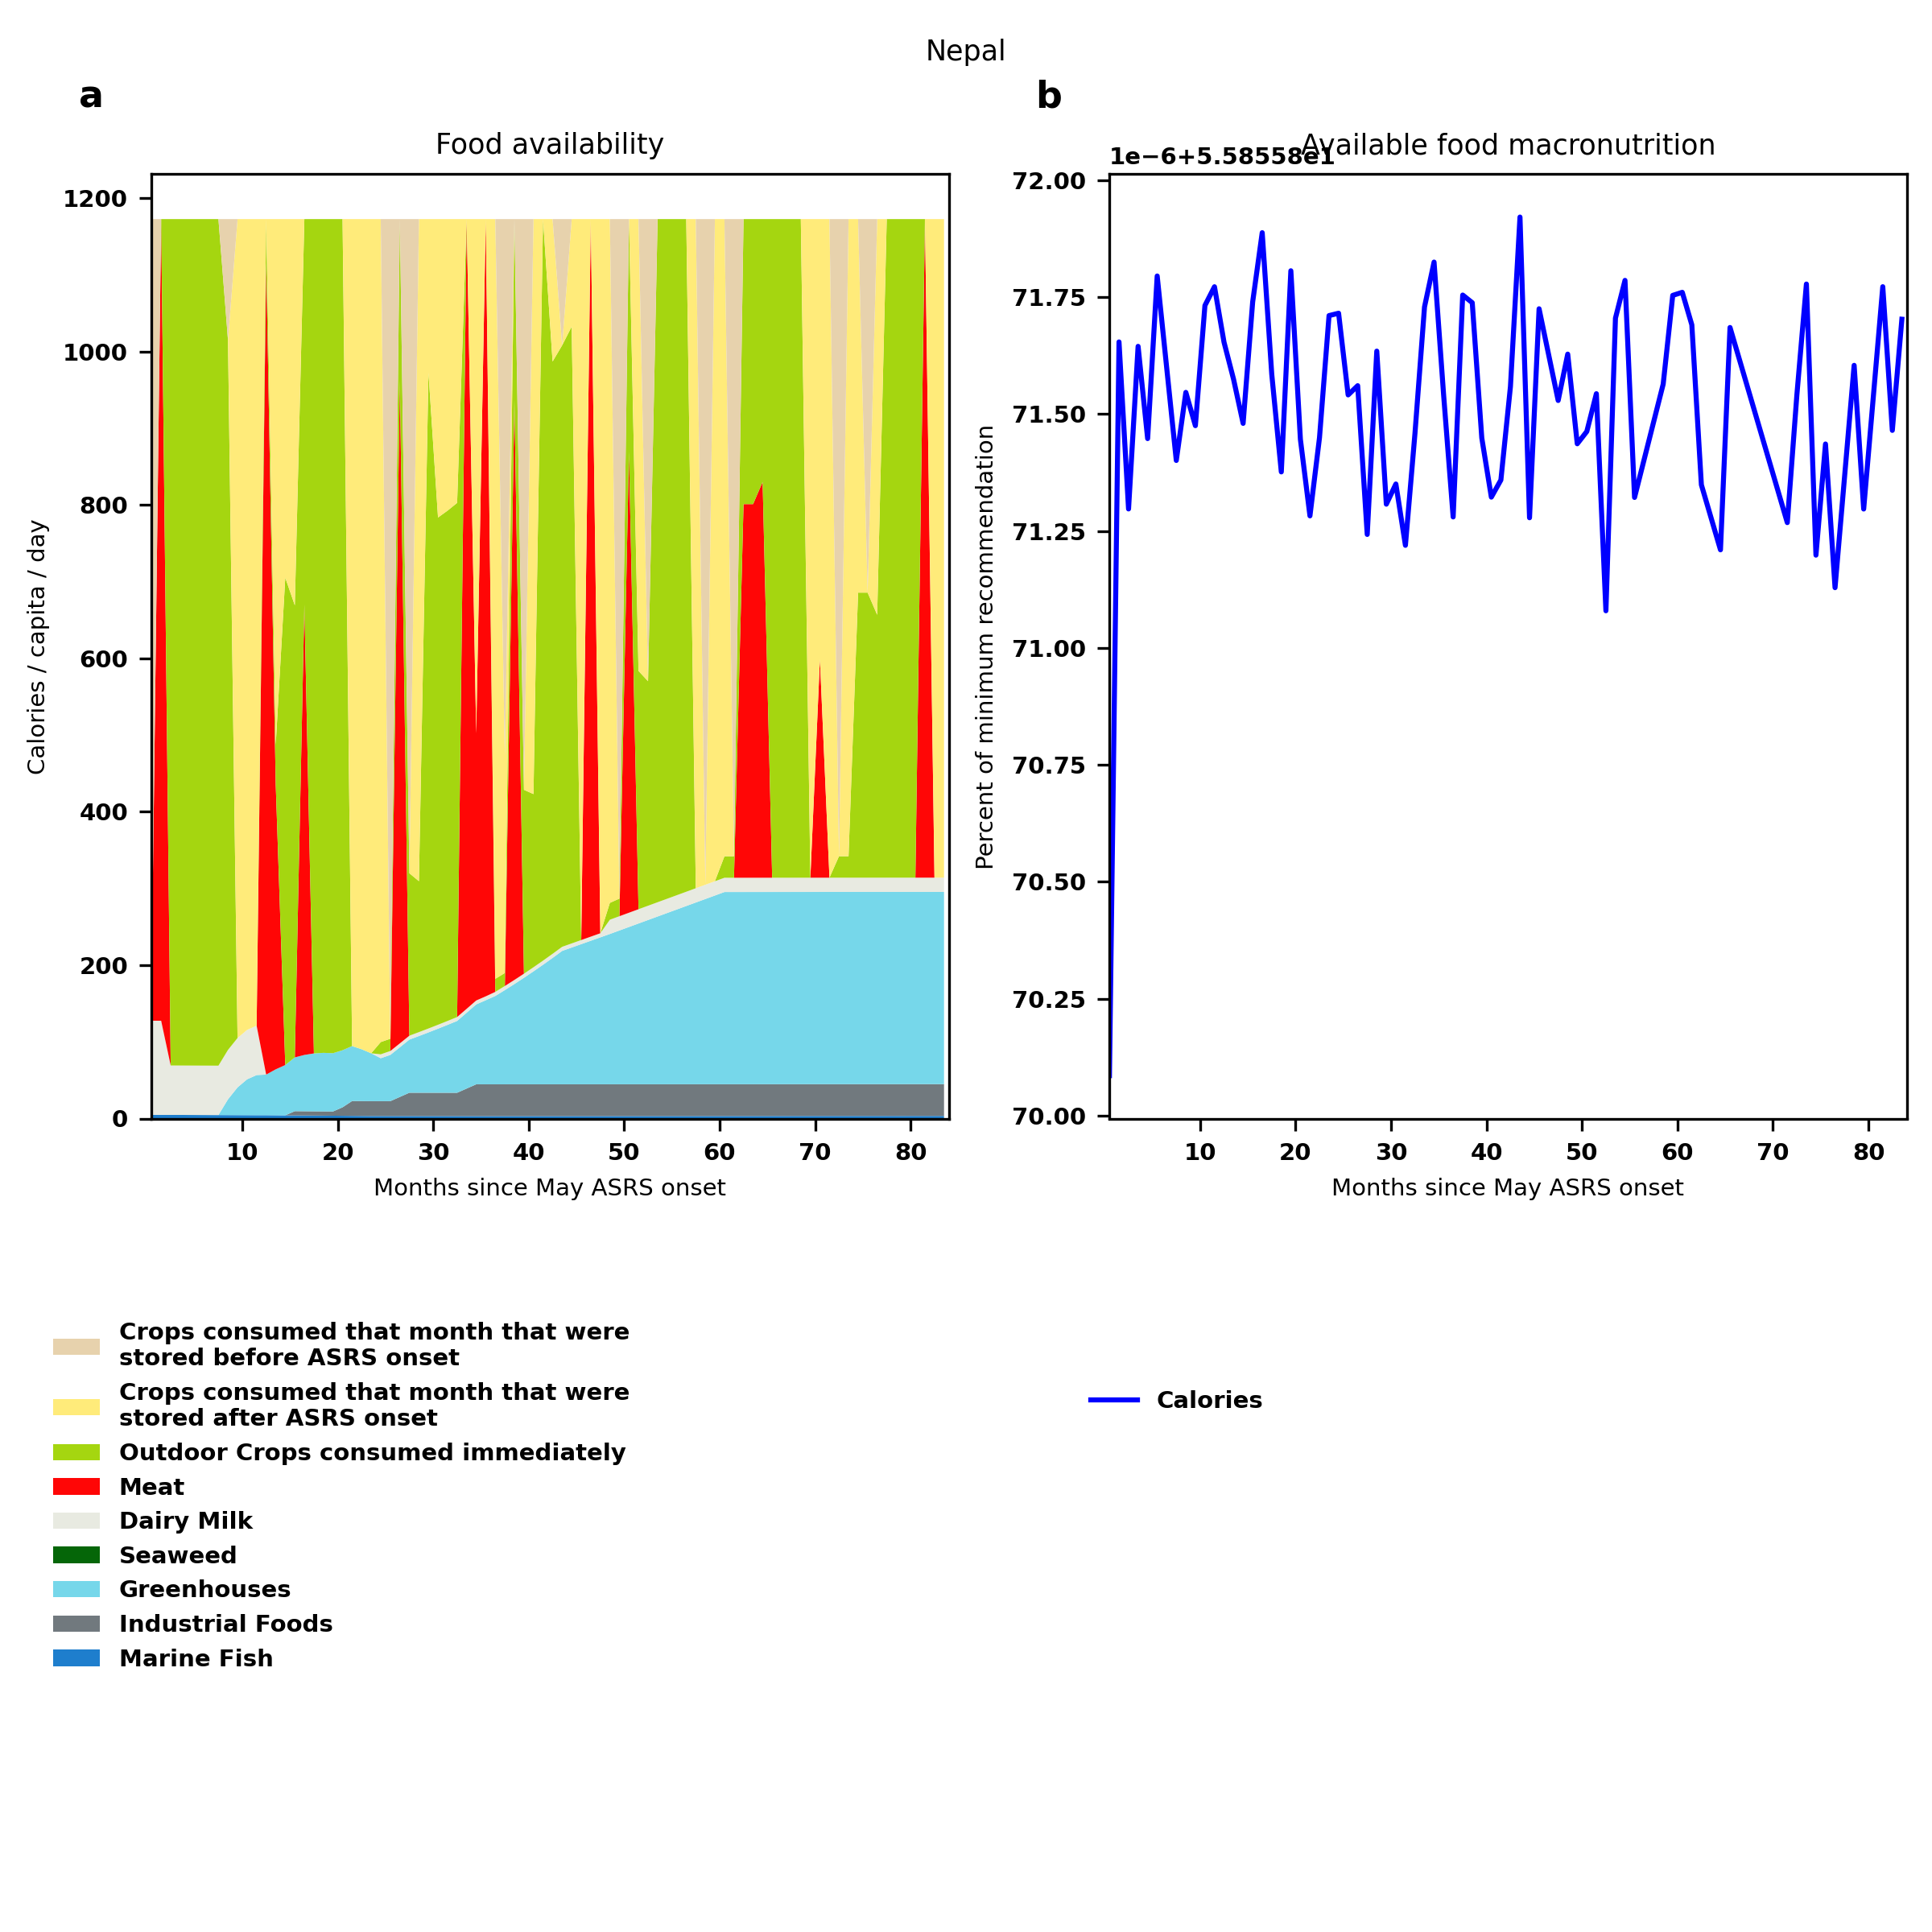 Nepal
a
Food availability
1200
1000
800
600
400
200
0
Calories / capita / day
10 20 30 40 50 60 70 80
Months since May ASRS onset
b
Available food macronutrition
1e−6+5.58558e1
72.00
71.75
71.50
71.25
71.00
70.75
70.50
70.25
70.00
Percent of minimum recommendation
10 20 30 40 50 60 70 80
Months since May ASRS onset
Crops consumed that month that were
stored before ASRS onset
Crops consumed that month that were
stored after ASRS onset
Outdoor Crops consumed immediately
Meat
Dairy Milk
Seaweed
Greenhouses
Industrial Foods
Marine Fish
Calories